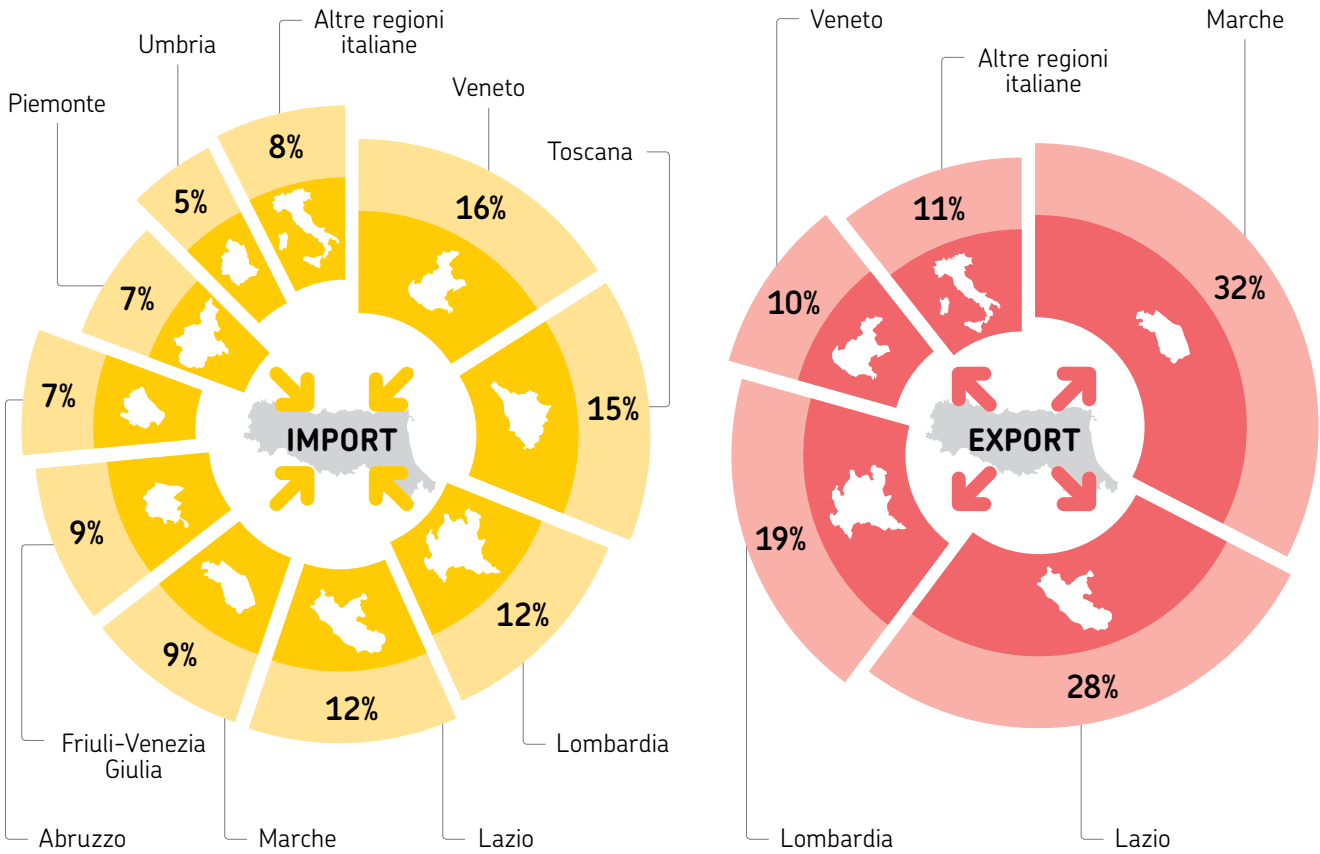 Altre regioni
italiane
Umbria
Veneto
Piemonte
Toscana
8%
16%
5%
7%
15%
7%
IMPORT
9%
12%
9%
12%
Friuli-Venezia
Giulia
Lombardia
Abruzzo
Marche
Lazio
Veneto
Marche
Altre regioni
italiane
11%
32%
10%
EXPORT
19%
28%
Lombardia
Lazio